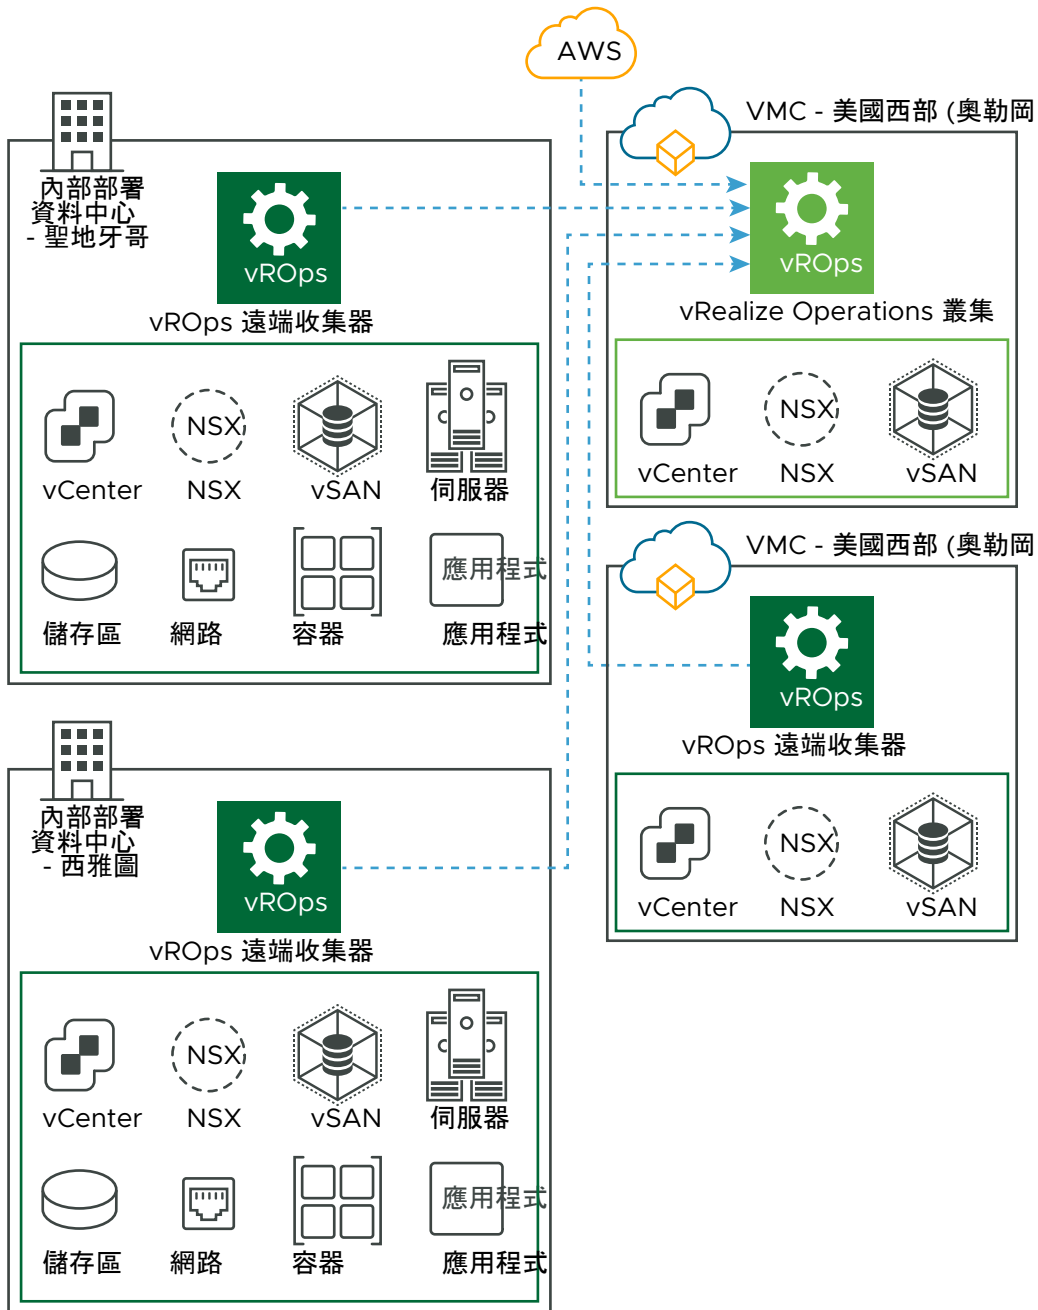 AWS
內部部署
資料中心
- 聖地牙哥
vROps
vROps 遠端收集器
vCenter
NSX
NSX
vSAN
伺服器
儲存區
網路
容器
應用程式
應用程式
VMC - 美國西部 (奧勒岡
vROps
vRealize Operations 叢集
vCenter
NSX
NSX
vSAN
VMC - 美國西部 (奧勒岡
vROps
vROps 遠端收集器
vCenter
NSX
NSX
vSAN
內部部署
資料中心
- 西雅圖
vROps
vROps 遠端收集器
vCenter
NSX
NSX
vSAN
伺服器
儲存區
網路
容器
應用程式
應用程式